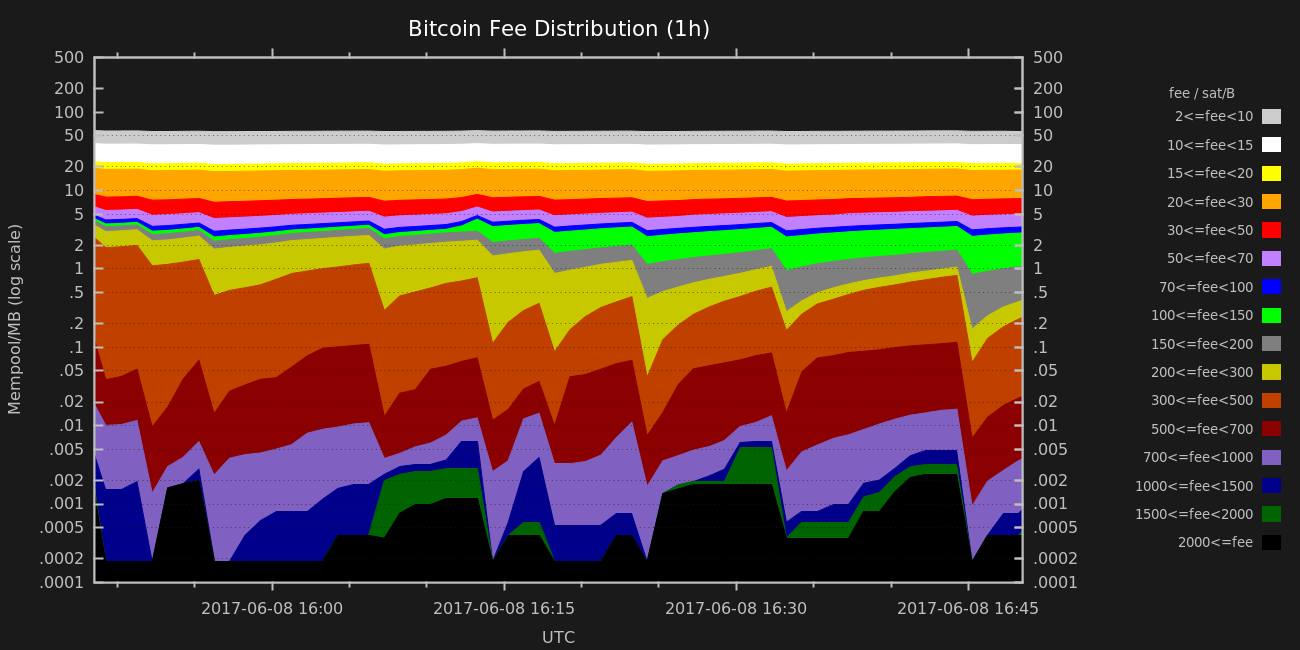 Bitcoin Fee Distribution (1h)
500 500
200 200
100 100
50 50
20 20
10 10
5 5
2 2
1 1
.5 .5
.2 .2
.1 .1
.05 .05
.02 .02
.01 .01
.005 .005
.002 .002
.001 .001
.0005 .0005
.0002 .0002
.0001 .0001
Mempool/MB (log scale)
2017-06-08 16:00 2017-06-08 16:15 2017-06-08 16:30 2017-06-08 16:45
UTC
fee / sat/B
2<=fee<10
10<=fee<15
15<=fee<20
20<=fee<30
30<=fee<50
50<=fee<70
70<=fee<100
100<=fee<150
150<=fee<200
200<=fee<300
300<=fee<500
500<=fee<700
700<=fee<1000
1000<=fee<1500
1500<=fee<2000
2000<=fee